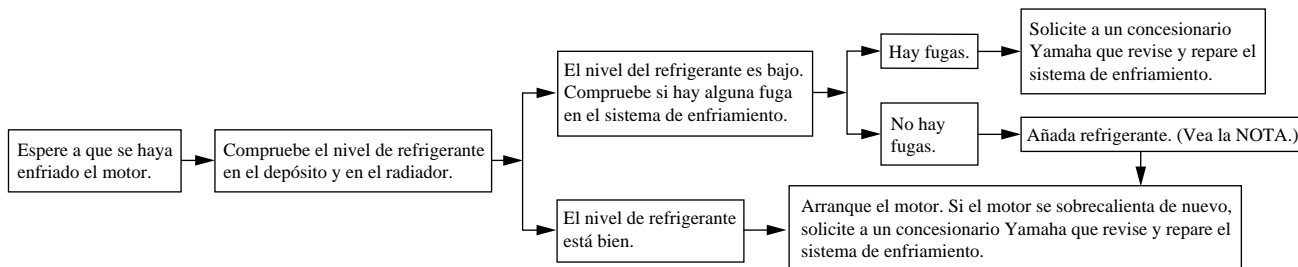 Espere a que se haya
enfriado el motor.
Compruebe el nivel de refrigerante
en el depósito y en el radiador.
El nivel del refrigerante es bajo.
Compruebe si hay alguna fuga
en el sistema de enfriamiento.
Hay fugas.
Solicite a un concesionario
Yamaha que revise y repare el
sistema de enfriamiento.
No hay
fugas.
Añada refrigerante. (Vea la NOTA.)
El nivel de refrigerante
está bien.
Arranque el motor. Si el motor se sobrecalienta de nuevo,
solicite a un concesionario Yamaha que revise y repare el
sistema de enfriamiento.